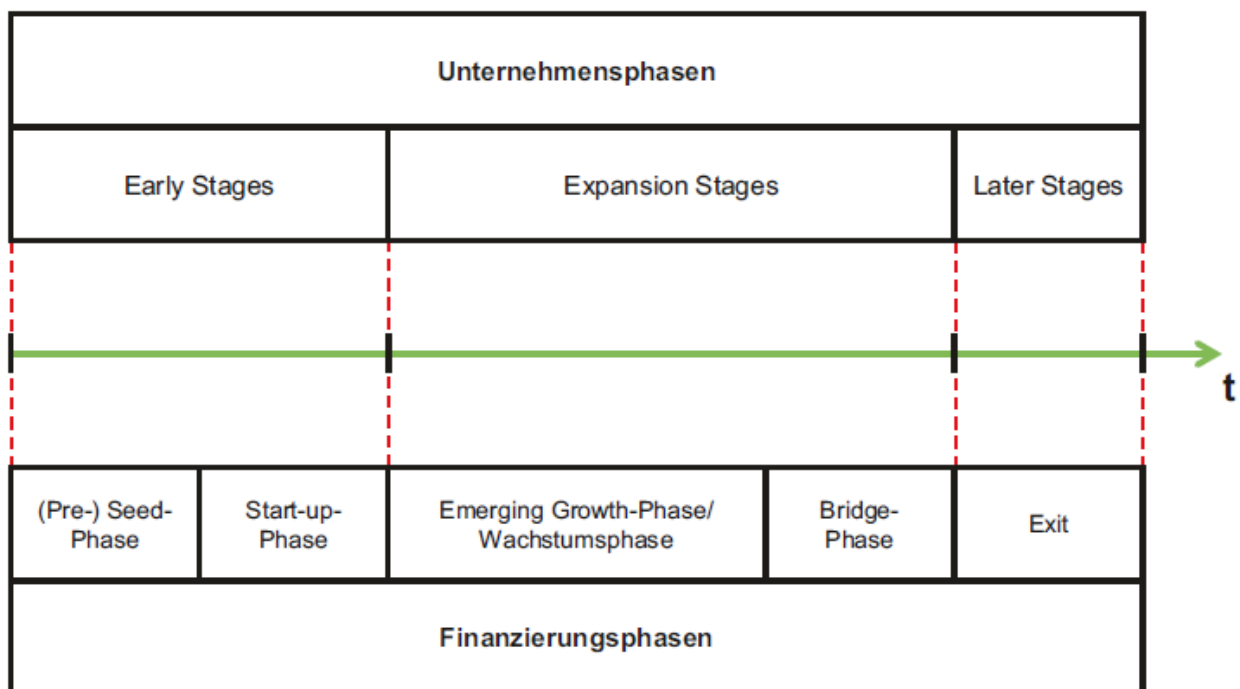 Unternehmensphasen
Early Stages
Expansion Stages
Later Stages
t
(Pre-) Seed-
Phase
Start-up-
Phase
Emerging Growth-Phase/
Wachstumsphase
Bridge-
Phase
Exit
Finanzierungsphasen